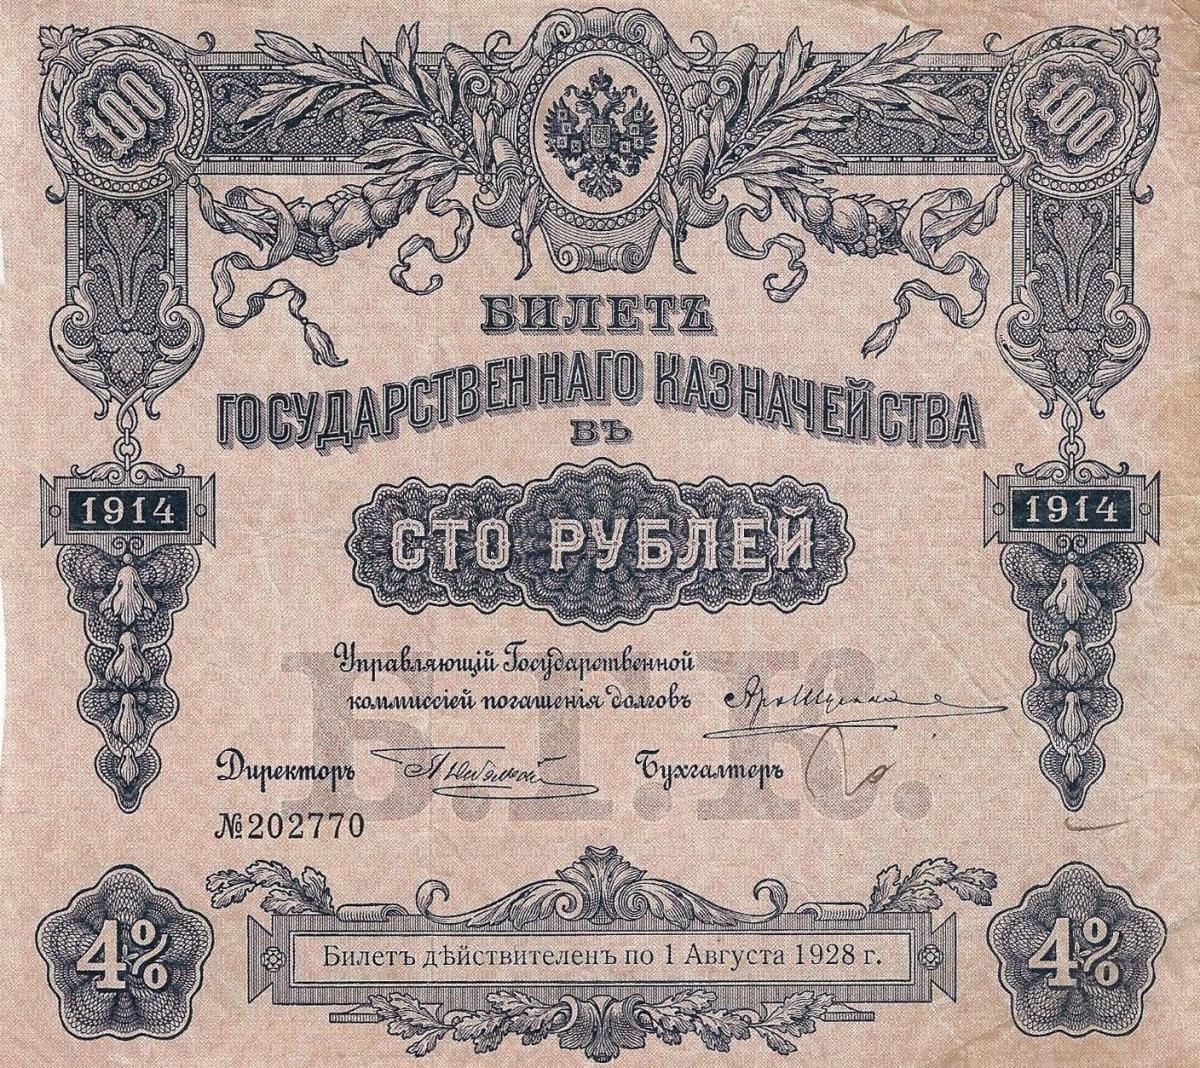 100 100
БИЛЕТЪ
ГОСУДАРСТВЕННАГО КАЗНАЧЕЙСТВА
ВЪ
1914 1914
СТО РУБЛЕЙ
Управляющій Государственной
коммиссіей погашенія долговъ
Директоръ Бухгалтеръ
№202770
Б.Г.К.
4% 4%
Билетъ дѣйствителенъ по 1 Августа 1928 г.